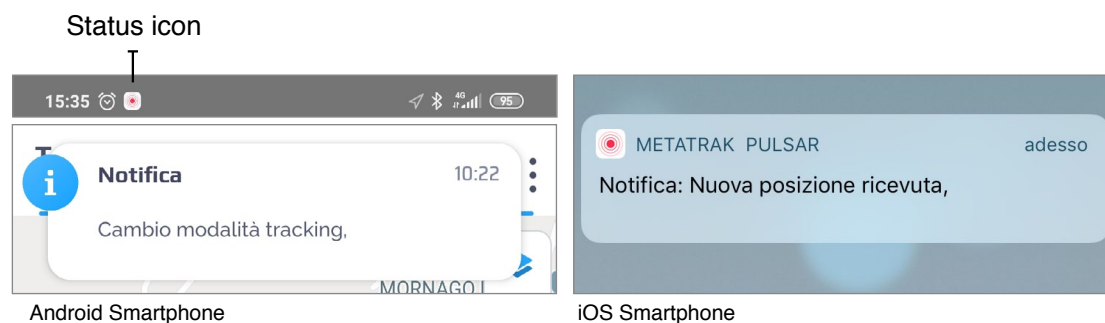 Status icon
15:35 4G 95
Notifica 10:22
Cambio modalità tracking,
MORNAGO
METATRAK PULSAR adesso
Notifica: Nuova posizione ricevuta,
Android Smartphone
iOS Smartphone